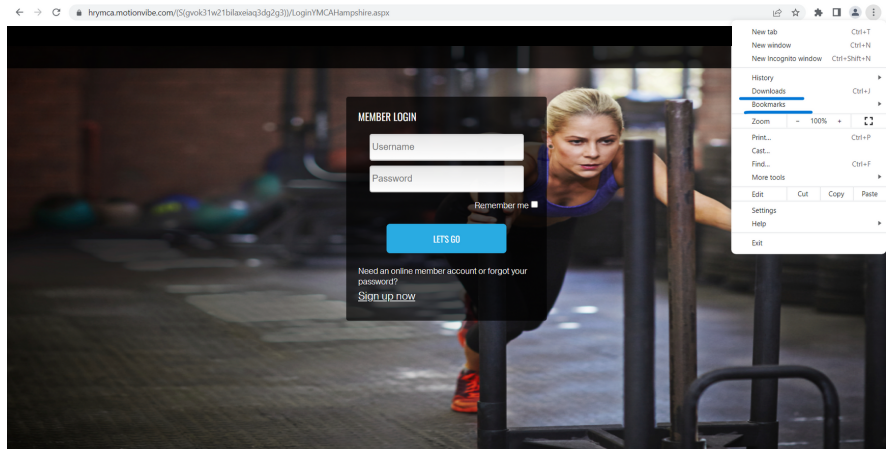 hrymca.motionvibe.com/(S(gvok31w21bilaxeiaq3dg2g3))/LoginYMCAHampshire.aspx
New tab Ctrl+T
New window Ctrl+N
New Incognito window Ctrl+Shift+N
History
Downloads Ctrl+J
Bookmarks
Zoom - 100% +
Print... Ctrl+P
Cast...
Find... Ctrl+F
More tools
Edit Cut Copy Paste
Settings
Help
Exit
MEMBER LOGIN
Username
Password
Remember me
LET'S GO
Need an online member account or forgot your
password?
Sign up now